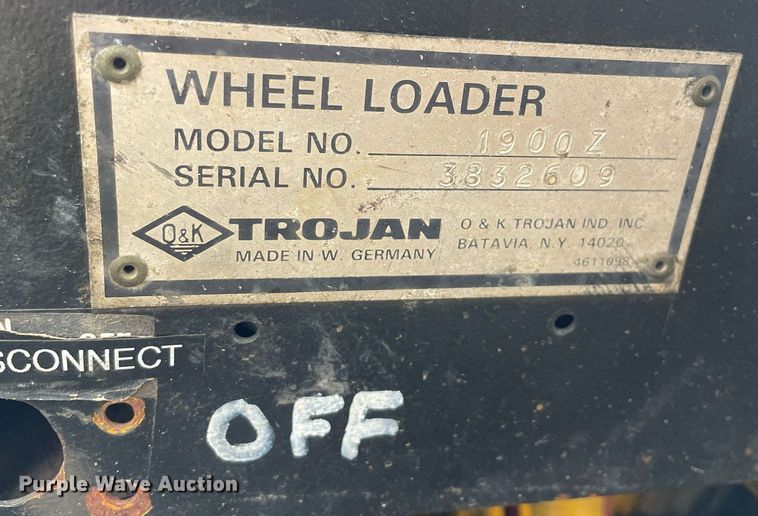 WHEEL LOADER
MODEL NO. 1900Z
SERIAL NO. 3832609
O&K TROJAN
MADE IN W. GERMANY
O & K TROJAN IND. INC.
BATAVIA, N.Y. 14020
4611098
OFF
Purple Wave Auction